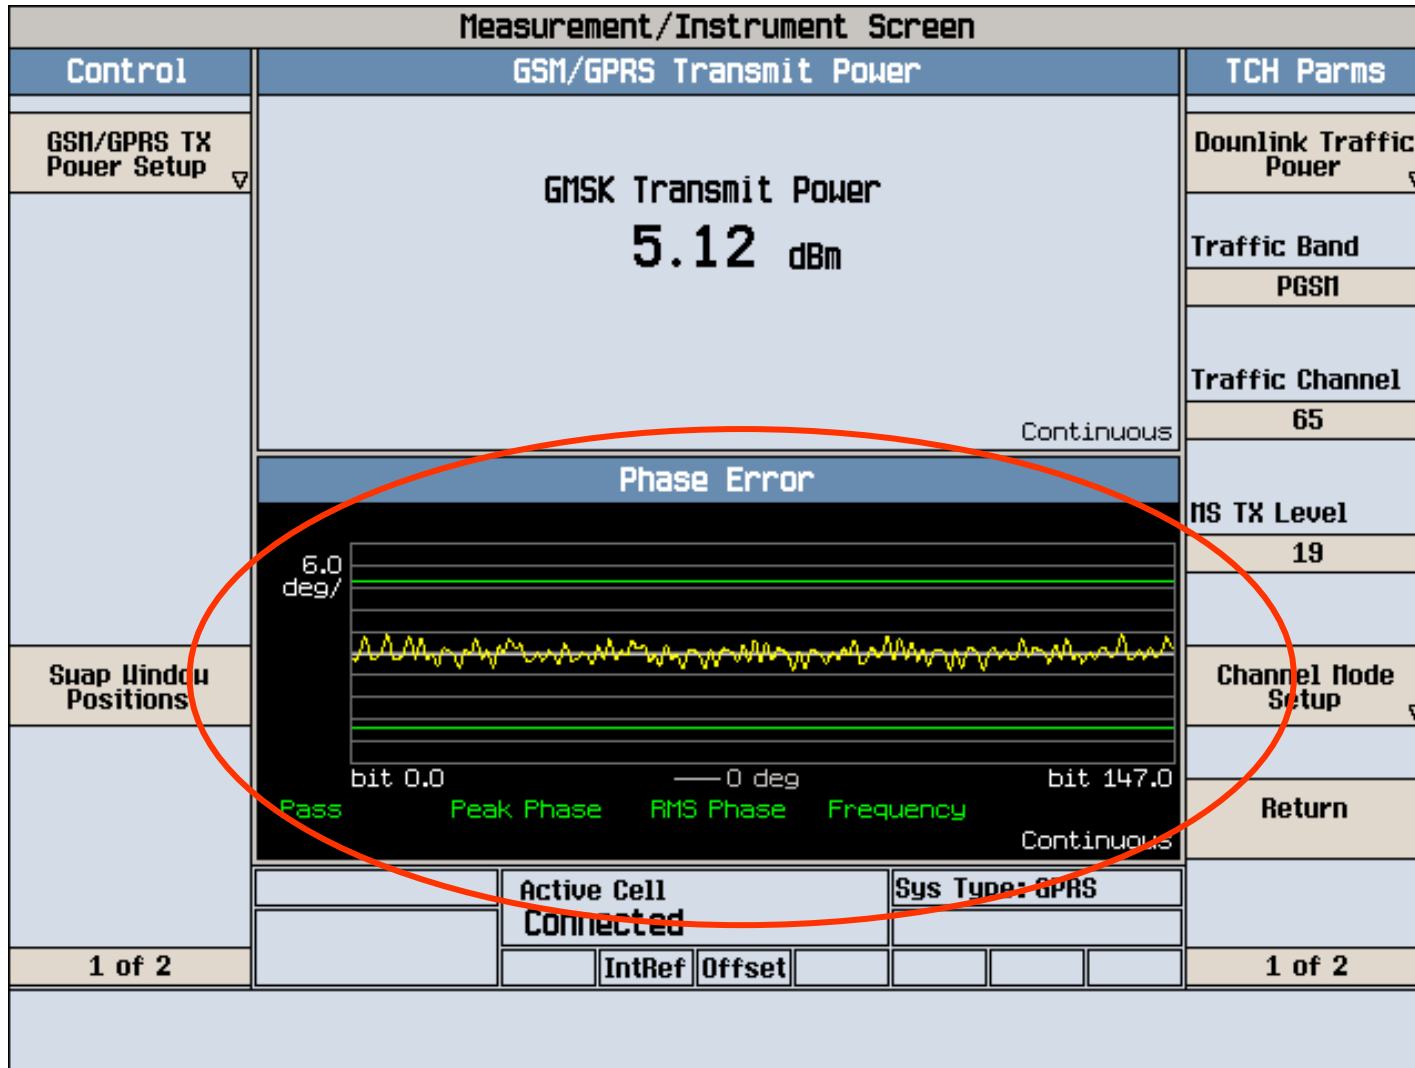 Measurement/Instrument Screen
Control
GSM/GPRS TX
Power Setup
Swap Window
Positions
1 of 2
GSM/GPRS Transmit Power
GMSK Transmit Power
5.12 dBm
Continuous
Phase Error
6.0
deg/
bit 0.0
0 deg
bit 147.0
Pass
Peak Phase
RMS Phase
Frequency
Continuous
Active Cell
Connected
Sys Type: GPRS
IntRef
Offset
TCH Parms
Downlink Traffic
Power
Traffic Band
PGSM
Traffic Channel
65
MS TX Level
19
Channel Mode
Setup
Return
1 of 2